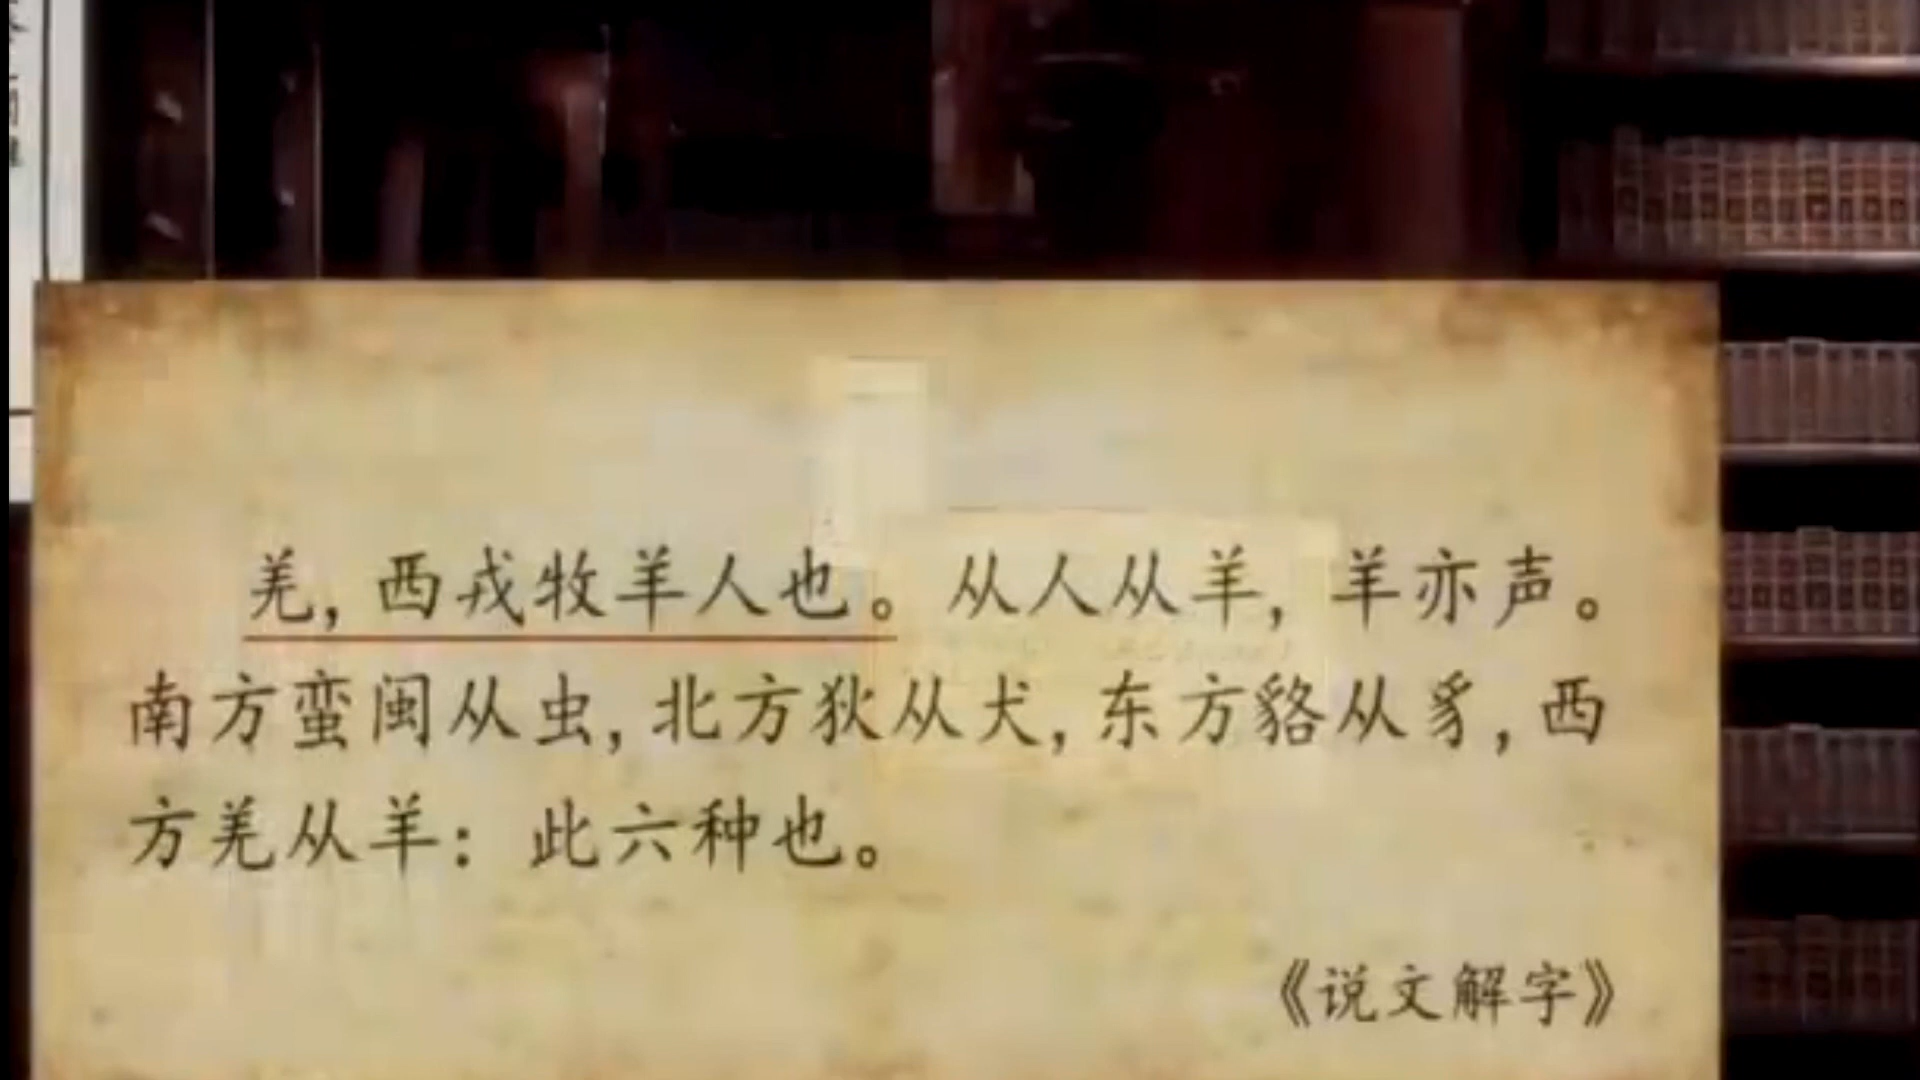 羌，西戎牧羊人也。从人从羊，羊亦声。
南方蛮闽从虫，北方狄从犬，东方貉从豸，西
方羌从羊：此六种也。
《说文解字》